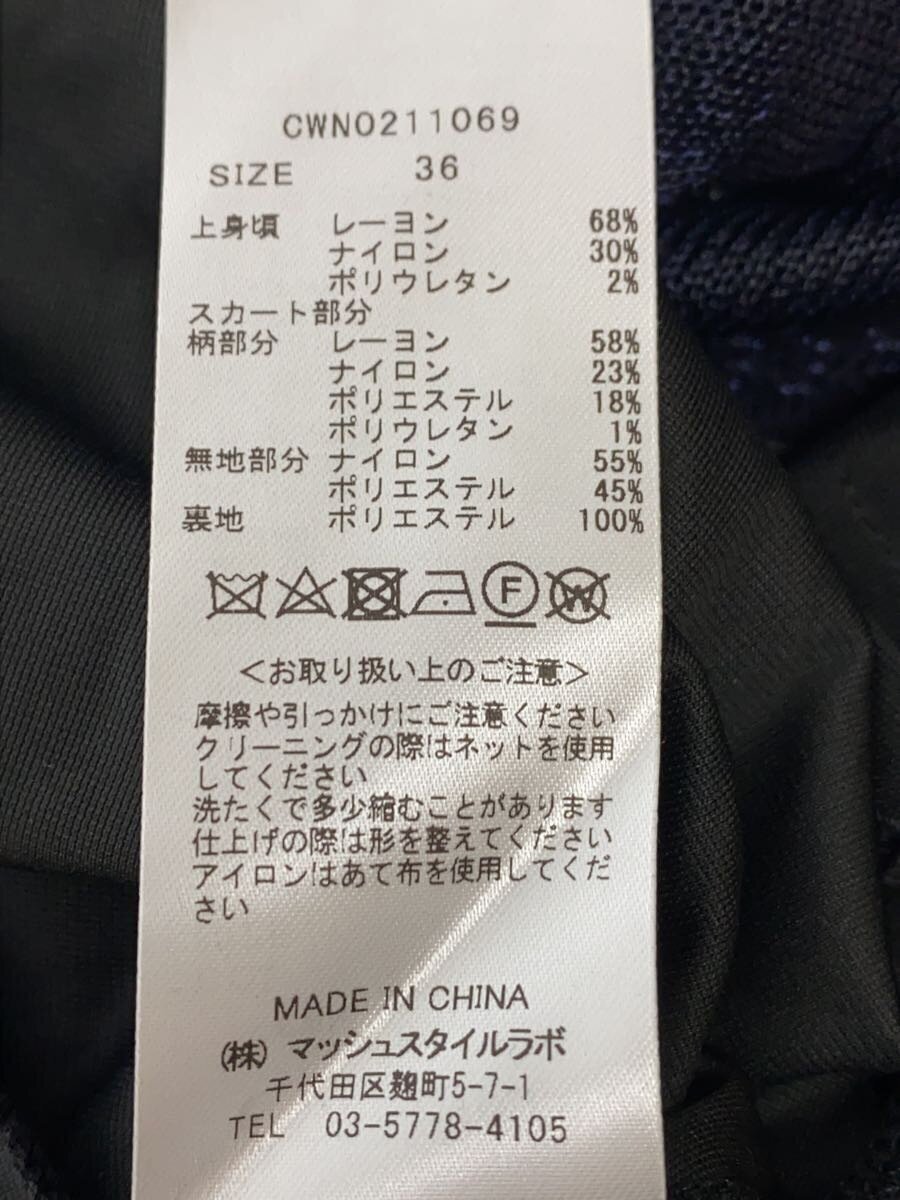 CWNO211069
SIZE 36
上身頃 レーヨン 68%
ナイロン 30%
ポリウレタン 2%
スカート部分
柄部分 レーヨン 58%
ナイロン 23%
ポリエステル 18%
ポリウレタン 1%
無地部分 ナイロン 55%
ポリエステル 45%
裏地 ポリエステル 100%
F W
<お取り扱い上のご注意>
摩擦や引っかけにご注意ください
クリーニングの際はネットを使用
してください
洗たくで多少縮むことがあります
仕上げの際は形を整えてください
アイロンはあて布を使用してくだ
さい
MADE IN CHINA
(株) マッシュスタイルラボ
千代田区麹町5-7-1
TEL 03-5778-4105